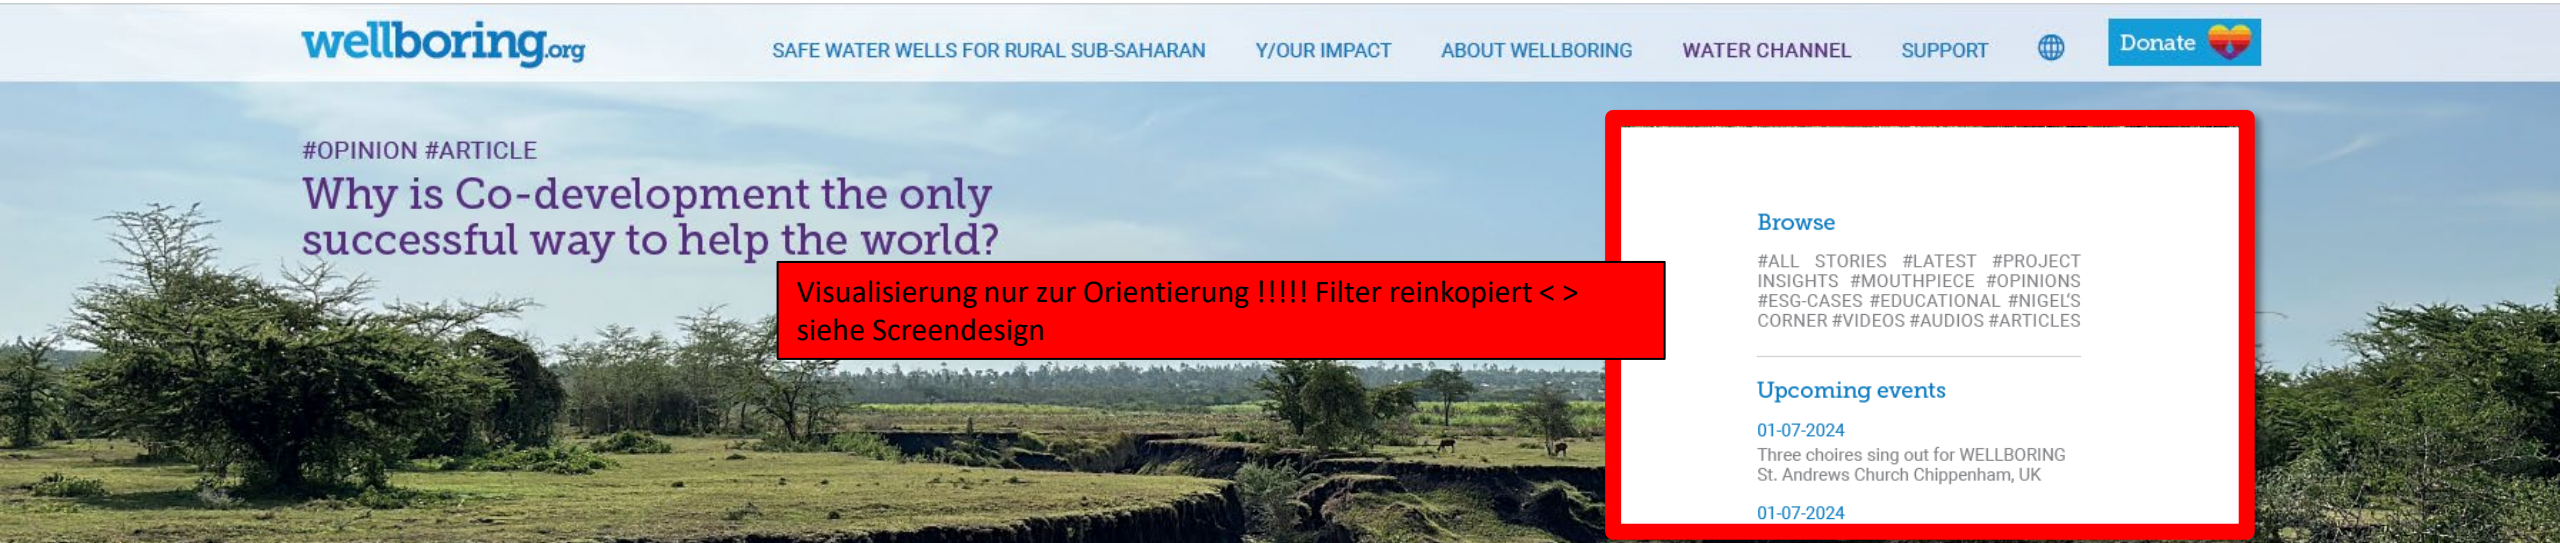 wellboring.org
SAFE WATER WELLS FOR RURAL SUB-SAHARAN Y/OUR IMPACT ABOUT WELLBORING WATER CHANNEL SUPPORT Donate
#OPINION #ARTICLE
Why is Co-development the only
successful way to help the world?
Visualisierung nur zur Orientierung !!!!! Filter reinkopiert < >
siehe Screendesign
Browse
#ALL STORIES #LATEST #PROJECT
INSIGHTS #MOUTHPIECE #OPINIONS
#ESG-CASES #EDUCATIONAL #NIGEL'S
CORNER #VIDEOS #AUDIOS #ARTICLES
Upcoming events
01-07-2024
Three choires sing out for WELLBORING
St. Andrews Church Chippenham, UK
01-07-2024